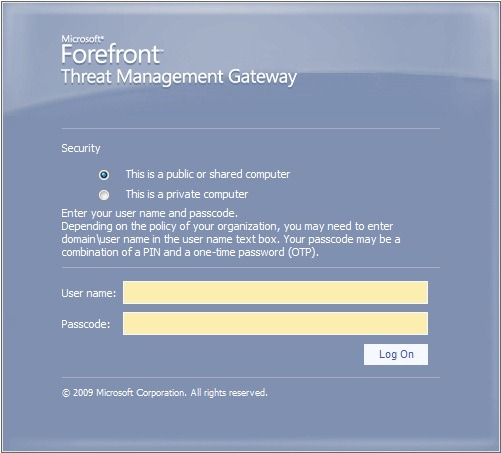 Microsoft®
Forefront™
Threat Management Gateway
Security
This is a public or shared computer
This is a private computer
Enter your user name and passcode.
Depending on the policy of your organization, you may need to enter
domain\user name in the user name text box. Your passcode may be a
combination of a PIN and a one-time password (OTP).
User name:
Passcode:
Log On
© 2009 Microsoft Corporation. All rights reserved.